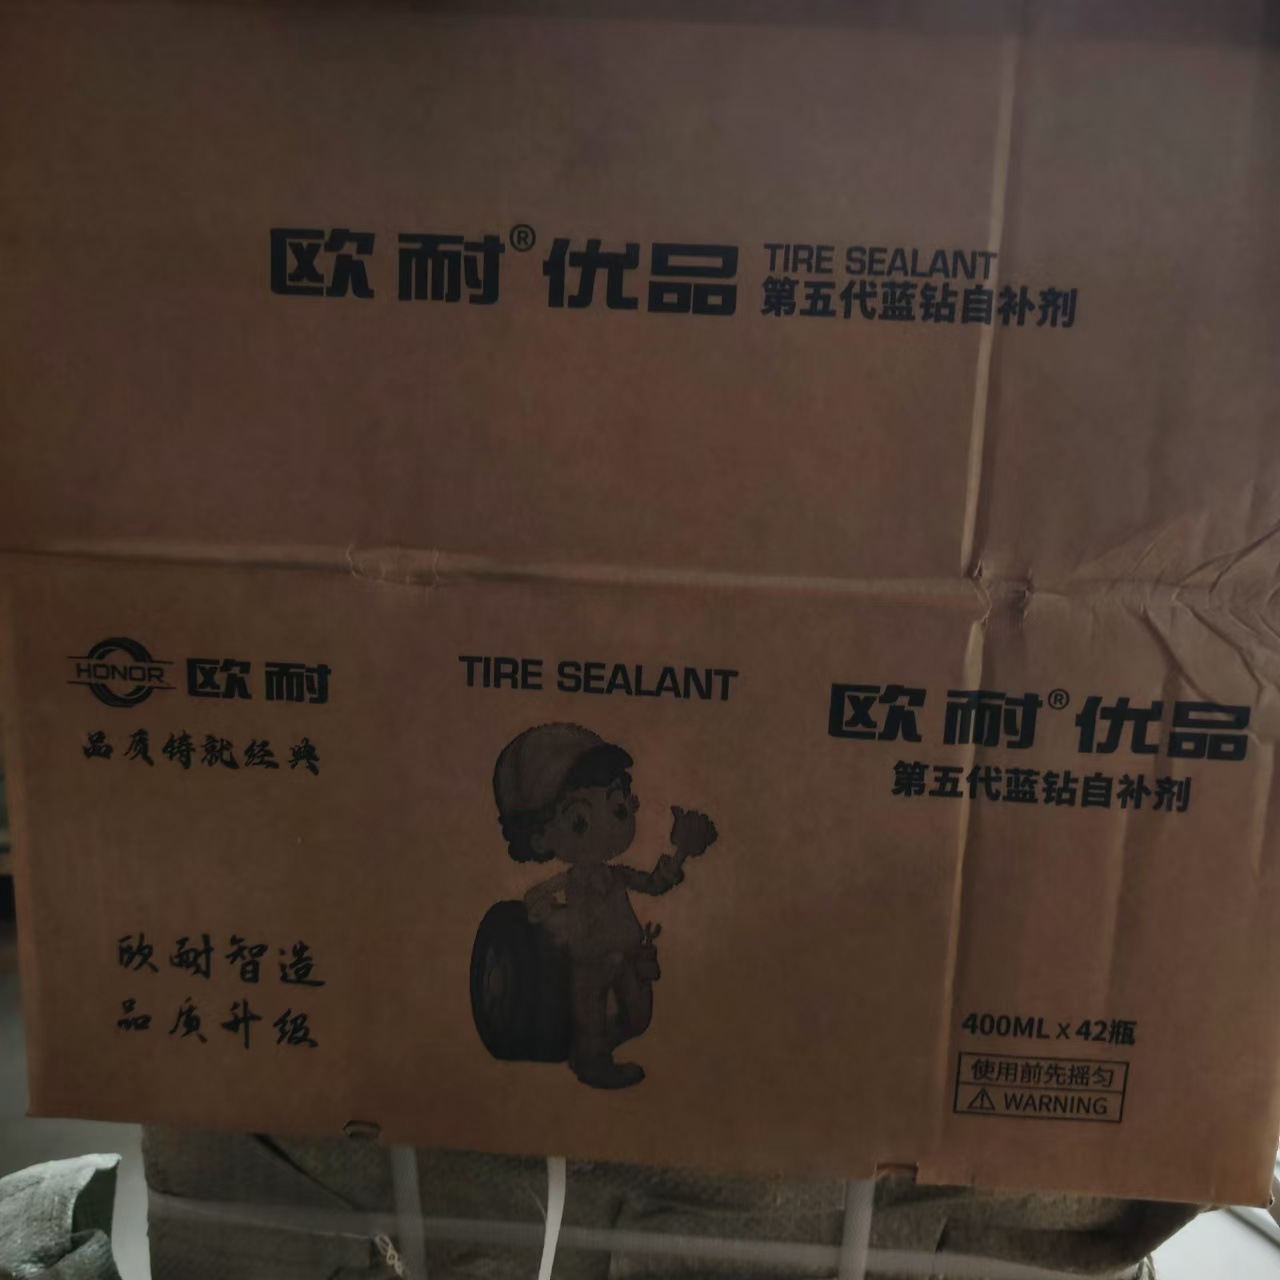 欧耐®优品
TIRE SEALANT
第五代蓝钻自补剂
HONOR 欧耐
品质铸就经典
欧耐智造
品质升级
TIRE SEALANT
欧耐®优品
第五代蓝钻自补剂
400ML x 42瓶
使用前先摇匀
WARNING